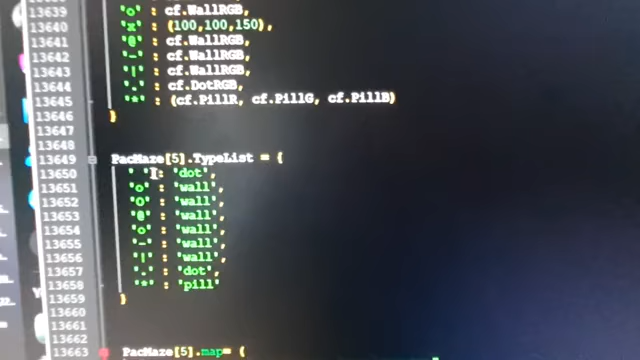 13639 'o' : cf.WallRGB,
13640 'x' : (100,100,150),
13641 '@' : cf.WallRGB,
13642 '-' : cf.WallRGB,
13643 '|' : cf.WallRGB,
13644 '.' : cf.DotRGB,
13645 '*' : (cf.PillR, cf.PillG, cf.PillB)
13646 }
13647
13648
13649 PacMaze[5].TypeList = {
13650 ' ' : 'dot',
13651 'o' : 'wall',
13652 'O' : 'wall',
13653 '@' : 'wall',
13654 'o' : 'wall',
13655 '-' : 'wall',
13656 '|' : 'wall',
13657 '.' : 'dot',
13658 '*' : 'pill'
13659 }
13660
13661
13662
13663 PacMaze[5].map= (